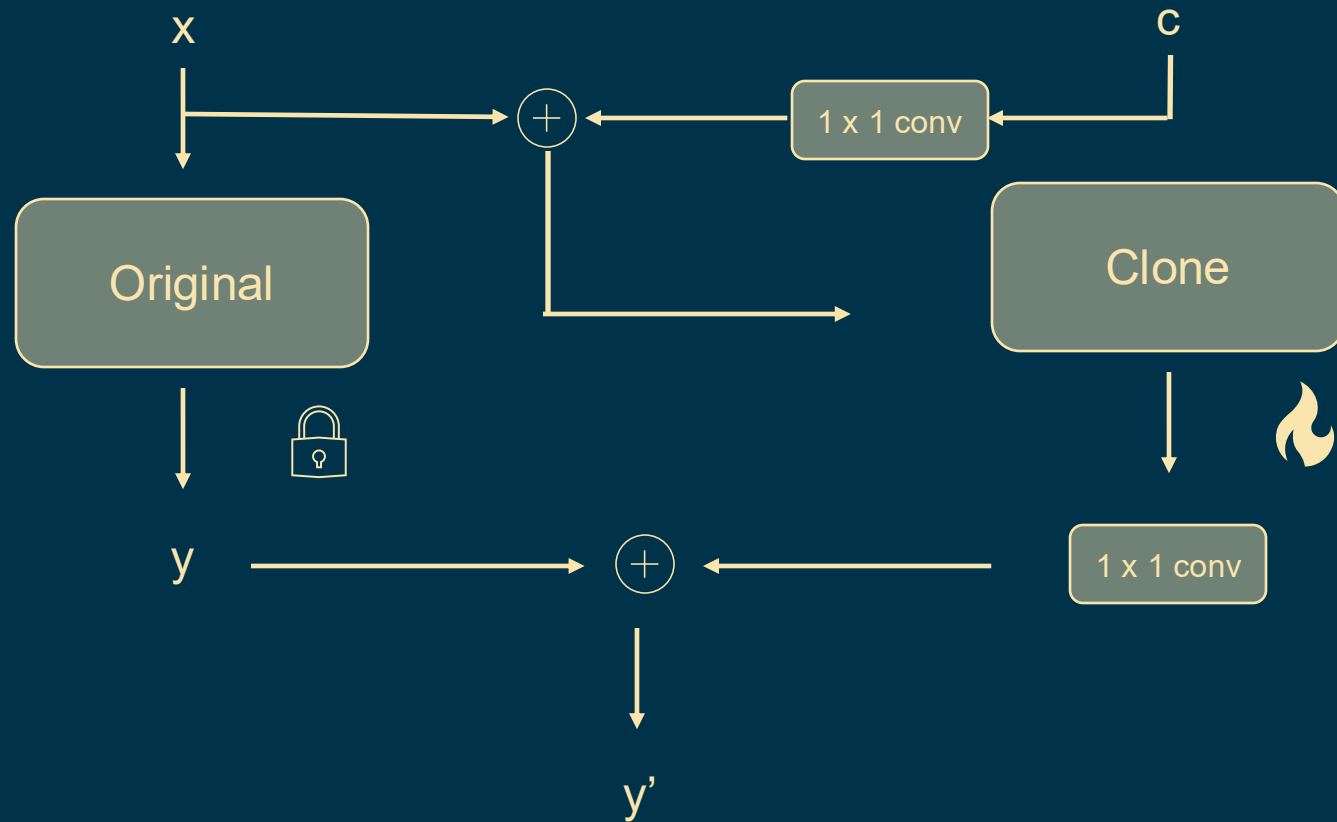 x
c
1 x 1 conv
Original
Clone
y
1 x 1 conv
y’